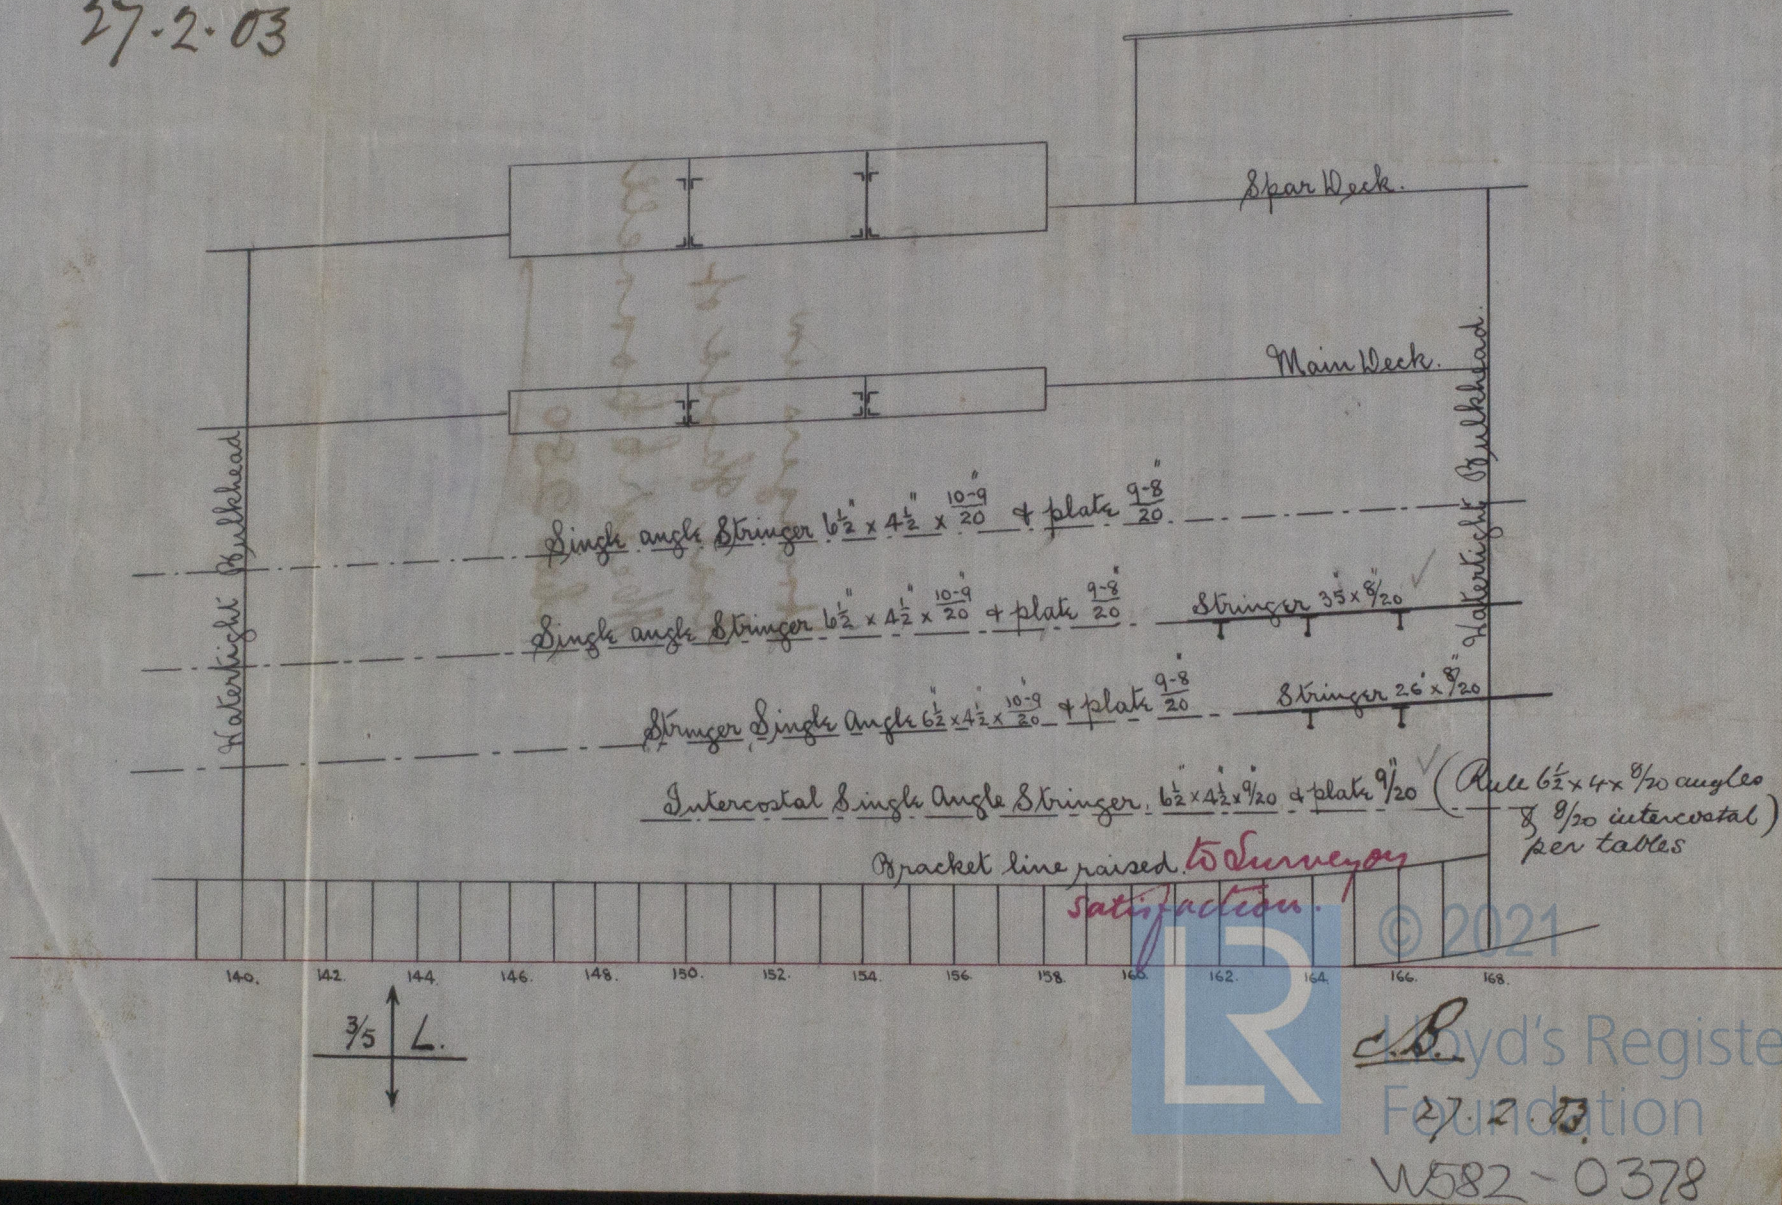 27.2.03
Spar Deck.
Main Deck.
Watertight Bulkhead
Watertight Bulkhead.
Single angle Stringer 6½" x 4½" x 10-9/20" & plate 9-8/20"
Single angle Stringer 6½" x 4½" x 10-9/20" & plate 9-8/20"
Stringer 35" x 8/20"
Stringer Single Angle 6½" x 4½" x 10-9/20" & plate 9-8/20"
Stringer 26" x 8/20"
Intercostal Single Angle Stringer. 6½" x 4½" x 9/20" & plate 9/20" (Rule 6½ x 4 x 8/20 angles
& 8/20 intercostal)
per tables
Bracket line raised. to Surveyors
satisfaction.
140. 142. 144. 146. 148. 150. 152. 154. 156. 158. 160. 162. 164. 166. 168.
3/5 L.
C.B.
27.2.03.
W582-0378
© 2021
Lloyd's Registe
Foundation
LR